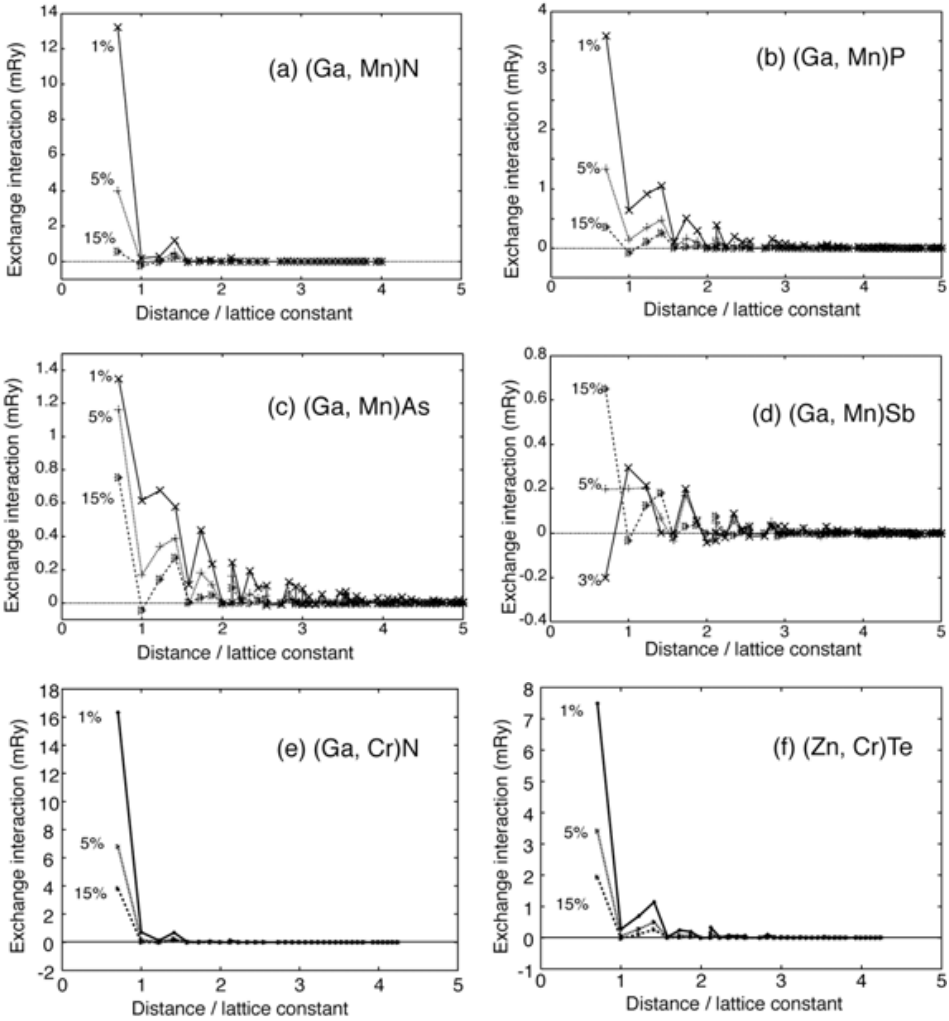 (a) (Ga, Mn)N
Exchange interaction (mRy)
14
12
10
8
6
4
2
0
1%
5%
15%
0 1 2 3 4 5
Distance / lattice constant
(b) (Ga, Mn)P
Exchange interaction (mRy)
4
3
2
1
0
1%
5%
15%
0 1 2 3 4 5
Distance / lattice constant
(c) (Ga, Mn)As
Exchange interaction (mRy)
1.4
1.2
1
0.8
0.6
0.4
0.2
0
1%
5%
15%
0 1 2 3 4 5
Distance / lattice constant
(d) (Ga, Mn)Sb
Exchange interaction (mRy)
0.8
0.6
0.4
0.2
0
-0.2
-0.4
15%
5%
3%
0 1 2 3 4 5
Distance / lattice constant
(e) (Ga, Cr)N
Exchange interaction (mRy)
18
16
14
12
10
8
6
4
2
0
-2
1%
5%
15%
0 1 2 3 4 5
Distance / lattice constant
(f) (Zn, Cr)Te
Exchange interaction (mRy)
8
7
6
5
4
3
2
1
0
-1
1%
5%
15%
0 1 2 3 4 5
Distance / lattice constant